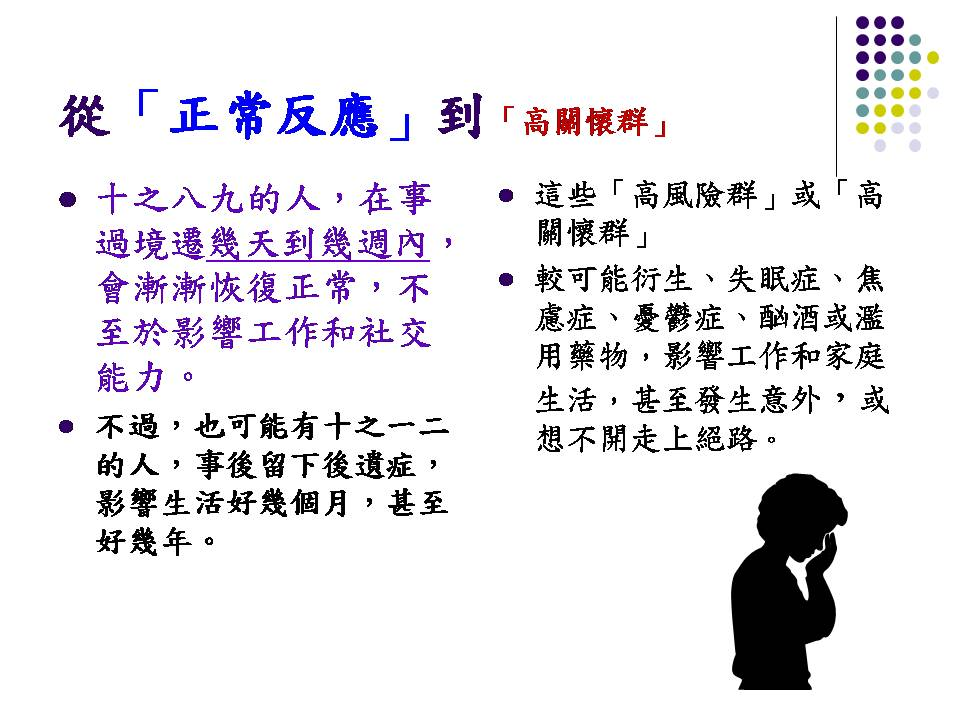 從「正常反應」到「高關懷群」
十之八九的人，在事
過境遷幾天到幾週內，
會漸漸恢復正常，不
至於影響工作和社交
能力。
不過，也可能有十之一二
的人，事後留下後遺症，
影響生活好幾個月，甚至
好幾年。
這些「高風險群」或「高
關懷群」
較可能衍生、失眠症、焦
慮症、憂鬱症、酗酒或濫
用藥物，影響工作和家庭
生活，甚至發生意外，或
想不開走上絕路。